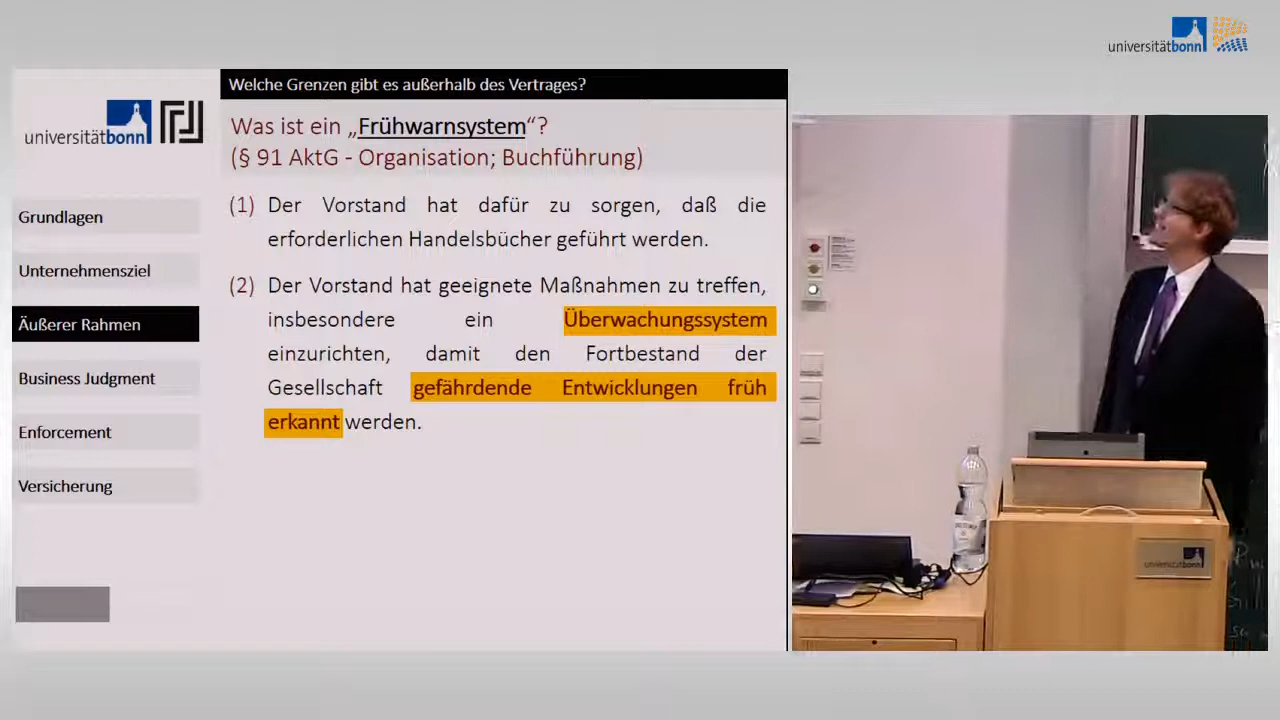 universitätbonn
Welche Grenzen gibt es außerhalb des Vertrages?
universitätbonn
Was ist ein „Frühwarnsystem“?
(§ 91 AktG - Organisation; Buchführung)
Grundlagen
Unternehmensziel
Äußerer Rahmen
Business Judgment
Enforcement
Versicherung
(1) Der Vorstand hat dafür zu sorgen, daß die
erforderlichen Handelsbücher geführt werden.
(2) Der Vorstand hat geeignete Maßnahmen zu treffen,
insbesondere ein Überwachungssystem
einzurichten, damit den Fortbestand der
Gesellschaft gefährdende Entwicklungen früh
erkannt werden.
universitätbonn